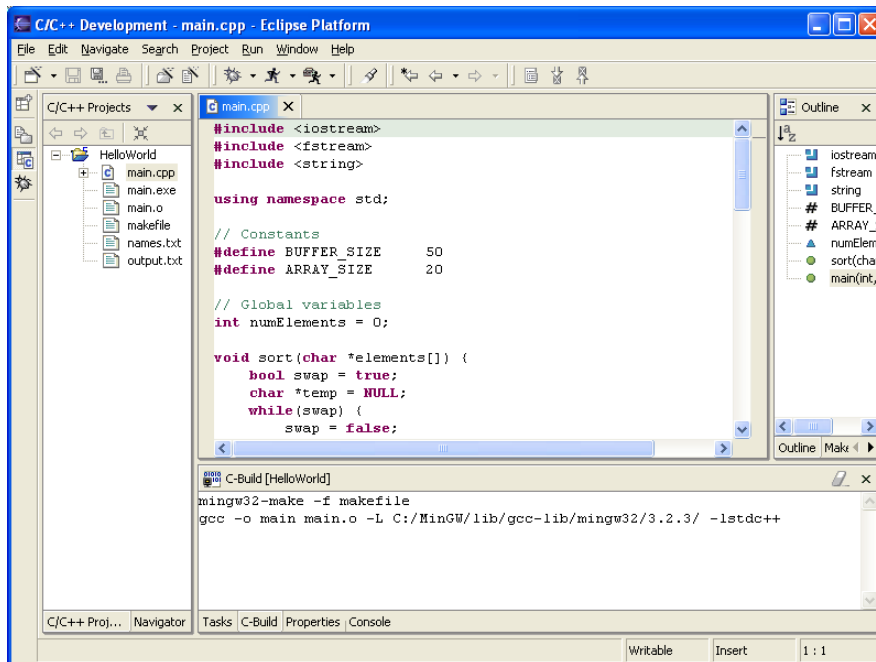 C/C++ Development - main.cpp - Eclipse Platform
File Edit Navigate Search Project Run Window Help
C/C++ Projects
HelloWorld
main.cpp
main.exe
main.o
makefile
names.txt
output.txt
C/C++ Proj... Navigator
main.cpp
#include <iostream>
#include <fstream>
#include <string>
using namespace std;
// Constants
#define BUFFER_SIZE 50
#define ARRAY_SIZE 20
// Global variables
int numElements = 0;
void sort(char *elements[]) {
bool swap = true;
char *temp = NULL;
while(swap) {
swap = false;
Outline
iostream
fstream
string
# BUFFER_
# ARRAY_
numElem
sort(cha
main(int,
Outline Make
C-Build [HelloWorld]
mingw32-make -f makefile
gcc -o main main.o -L C:/MinGW/lib/gcc-lib/mingw32/3.2.3/ -lstdc++
Tasks C-Build Properties Console
Writable Insert 1 : 1